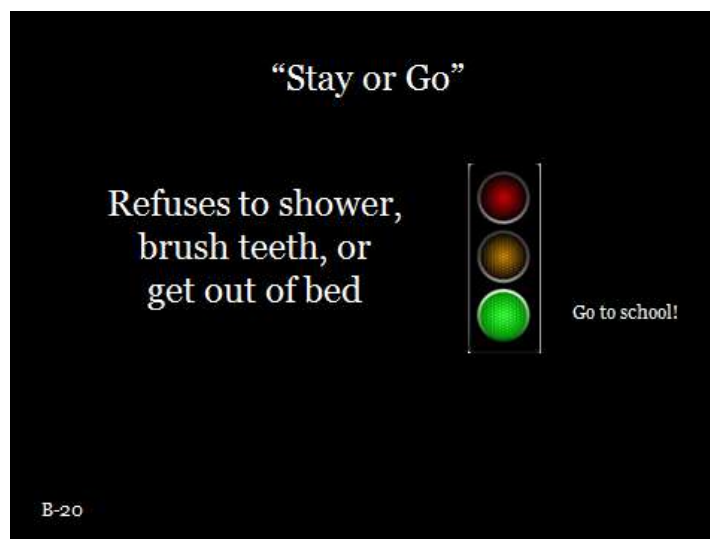 “Stay or Go”
Refuses to shower,
brush teeth, or
get out of bed
Go to school!
B-20